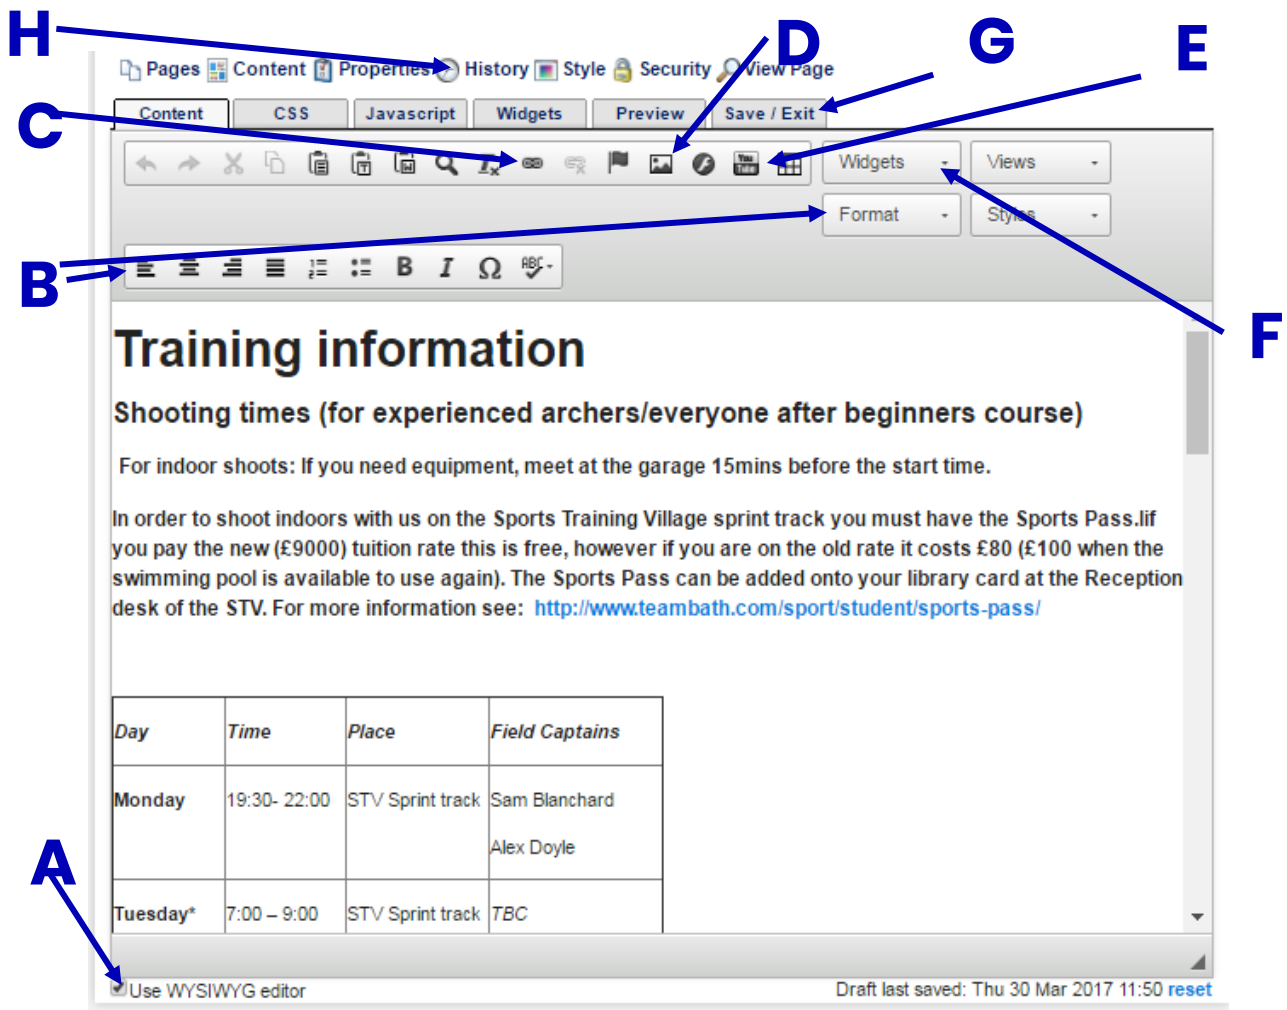 H
D
G
E
Pages Content Properties History Style Security View Page
C
Content CSS Javascript Widgets Preview Save / Exit
You Tube
Widgets
Views
Format
Styles
B
B I Ω ABC
F
Training information
Shooting times (for experienced archers/everyone after beginners course)
For indoor shoots: If you need equipment, meet at the garage 15mins before the start time.
In order to shoot indoors with us on the Sports Training Village sprint track you must have the Sports Pass.Iif
you pay the new (£9000) tuition rate this is free, however if you are on the old rate it costs £80 (£100 when the
swimming pool is available to use again). The Sports Pass can be added onto your library card at the Reception
desk of the STV. For more information see: http://www.teambath.com/sport/student/sports-pass/
Day Time Place Field Captains
Monday 19:30- 22:00 STV Sprint track Sam Blanchard
Alex Doyle
A
Tuesday* 7:00 – 9:00 STV Sprint track TBC
Use WYSIWYG editor
Draft last saved: Thu 30 Mar 2017 11:50 reset